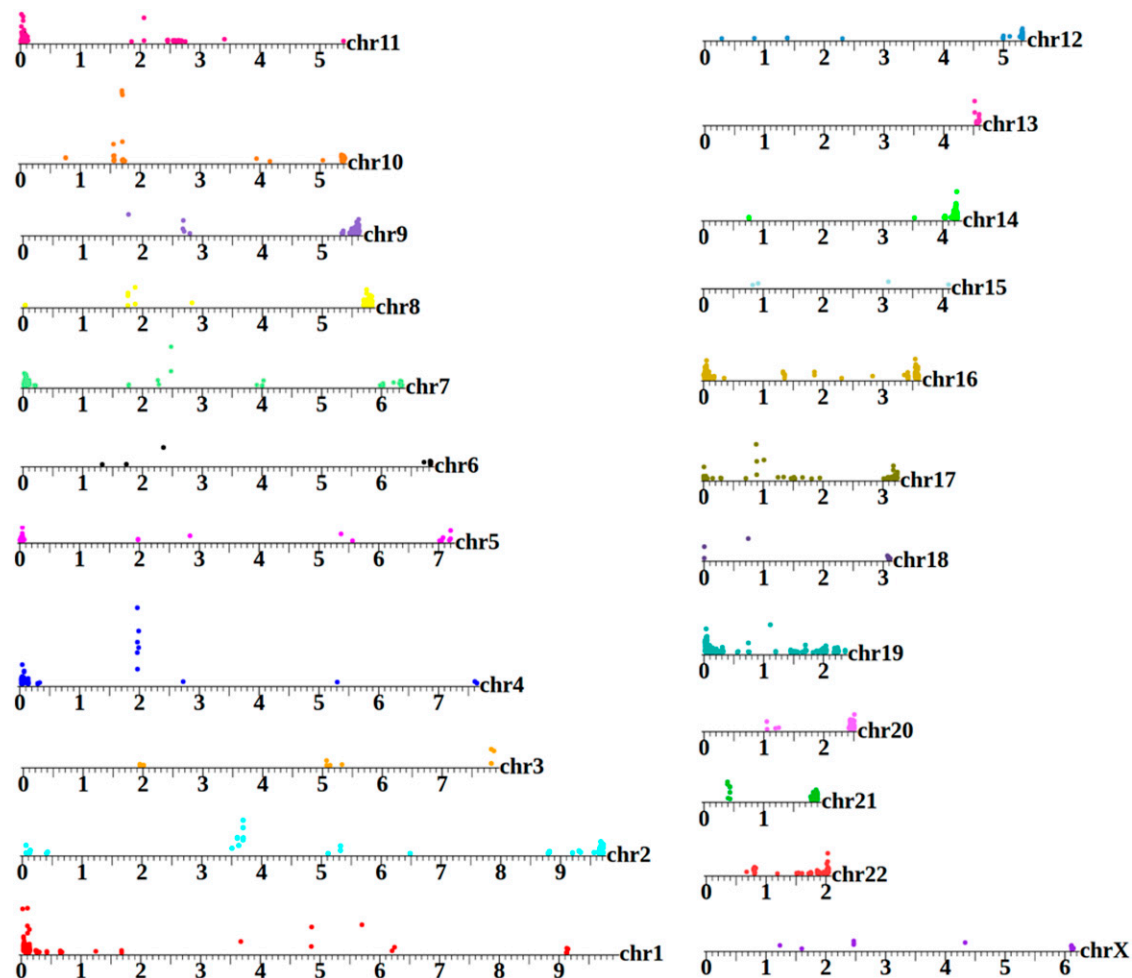 chr11
0 1 2 3 4 5
chr10
0 1 2 3 4 5
chr9
0 1 2 3 4 5
chr8
0 1 2 3 4 5
chr7
0 1 2 3 4 5 6
chr6
0 1 2 3 4 5 6
chr5
0 1 2 3 4 5 6 7
chr4
0 1 2 3 4 5 6 7
chr3
0 1 2 3 4 5 6 7
chr2
0 1 2 3 4 5 6 7 8 9
chr1
0 1 2 3 4 5 6 7 8 9
chr12
0 1 2 3 4 5
chr13
0 1 2 3 4
chr14
0 1 2 3 4
chr15
0 1 2 3 4
chr16
0 1 2 3
chr17
0 1 2 3
chr18
0 1 2 3
chr19
0 1 2
chr20
0 1 2
chr21
0 1
chr22
0 1 2
chrX
0 1 2 3 4 5 6